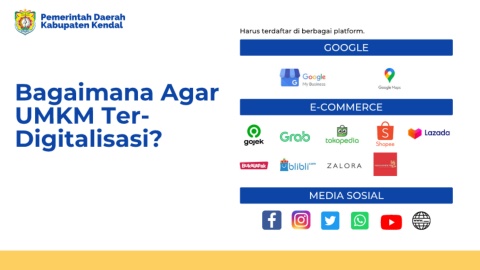 Pemerintah Daerah
Kabupaten Kendal
Bagaimana Agar
UMKM Ter-
Digitalisasi?
Harus terdaftar di berbagai platform.
GOOGLE
Google
My Business
Google Maps
E-COMMERCE
gojek
Grab
tokopedia
Shopee
Lazada
blibli
ZALORA
MEDIA SOSIAL